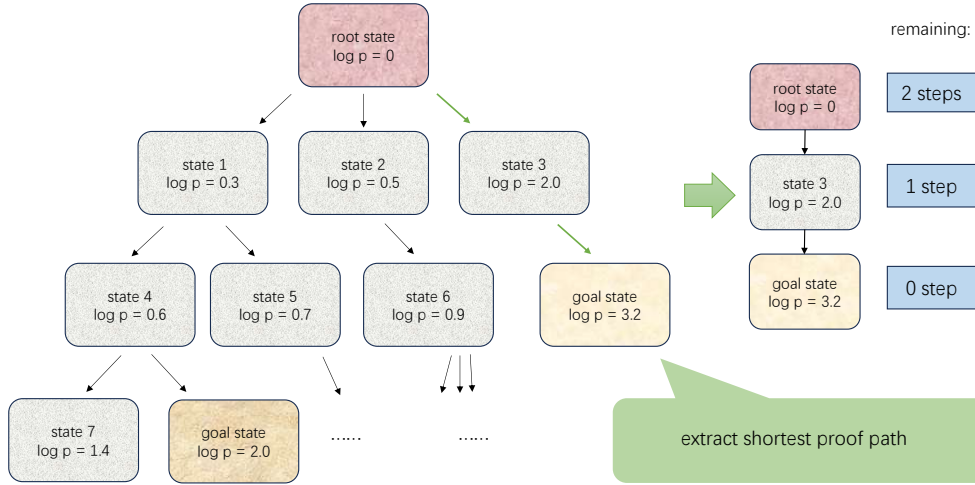 root state
log p = 0
state 1
log p = 0.3
state 2
log p = 0.5
state 3
log p = 2.0
state 4
log p = 0.6
state 5
log p = 0.7
state 6
log p = 0.9
goal state
log p = 3.2
state 7
log p = 1.4
goal state
log p = 2.0
……
……
remaining:
root state
log p = 0
2 steps
state 3
log p = 2.0
1 step
goal state
log p = 3.2
0 step
extract shortest proof path